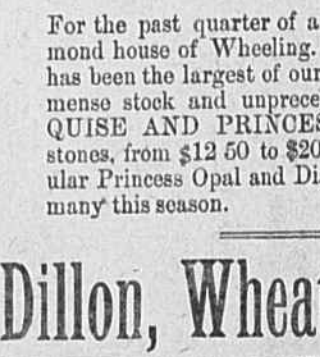 For the past quarter of a
mond house of Wheeling.
has been the largest of our
mense stock and unprece
QUISE AND PRINCES
stones, from $12 50 to $20
ular Princess Opal and Di
many this season.
Dillon, Whea